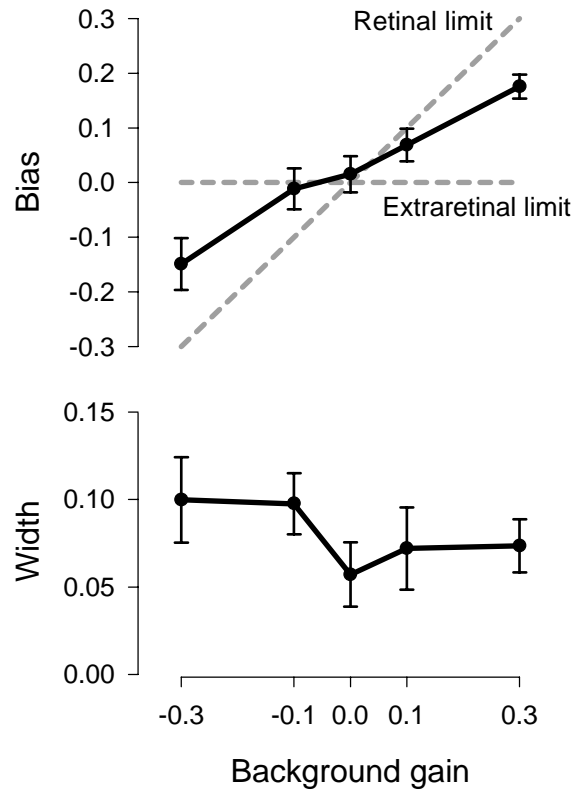 0.3
Retinal limit
0.2
0.1
0.0
Bias
Extraretinal limit
-0.1
-0.2
-0.3
0.15
0.10
Width
0.05
0.00
-0.3 -0.1 0.0 0.1 0.3
Background gain